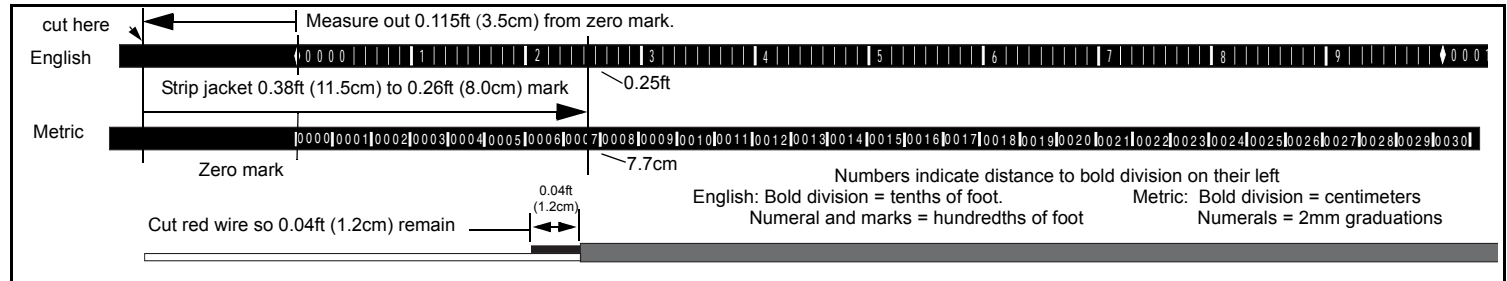 cut here
Measure out 0.115ft (3.5cm) from zero mark.
English
0000 1 2 3 4 5 6 7 8 9 0001
Strip jacket 0.38ft (11.5cm) to 0.26ft (8.0cm) mark
0.25ft
Metric
0000 0001 0002 0003 0004 0005 0006 0007 0008 0009 0010 0011 0012 0013 0014 0015 0016 0017 0018 0019 0020 0021 0022 0023 0024 0025 0026 0027 0028 0029 0030
Zero mark
7.7cm
Numbers indicate distance to bold division on their left
English: Bold division = tenths of foot.
Numeral and marks = hundredths of foot
Metric: Bold division = centimeters
Numerals = 2mm graduations
0.04ft
(1.2cm)
Cut red wire so 0.04ft (1.2cm) remain